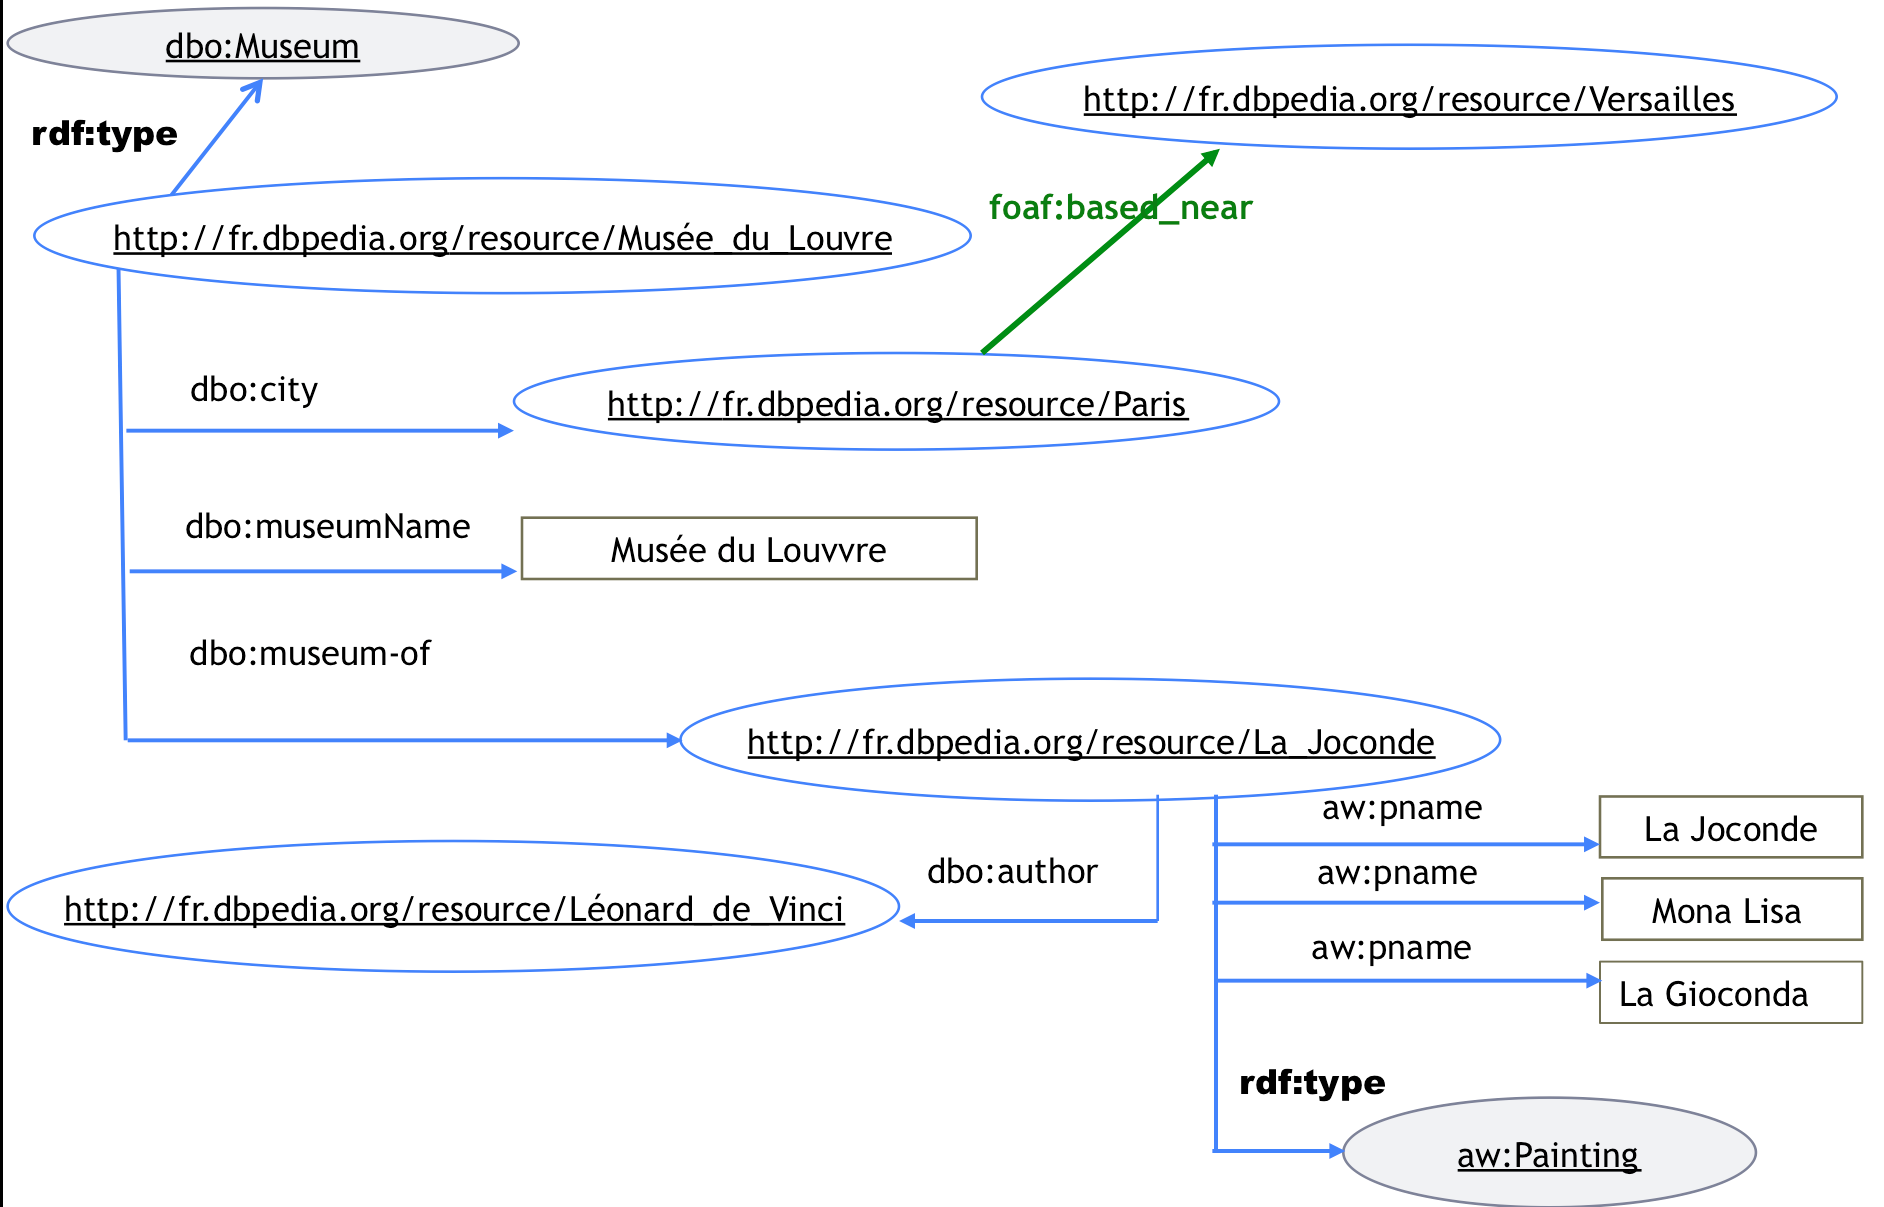 dbo:Museum
http://fr.dbpedia.org/resource/Versailles
rdf:type
foaf:based_near
http://fr.dbpedia.org/resource/Musée_du_Louvre
dbo:city
http://fr.dbpedia.org/resource/Paris
dbo:museumName
Musée du Louvvre
dbo:museum-of
http://fr.dbpedia.org/resource/La_Joconde
aw:pname
La Joconde
dbo:author
aw:pname
http://fr.dbpedia.org/resource/Léonard_de_Vinci
Mona Lisa
aw:pname
La Gioconda
rdf:type
aw:Painting